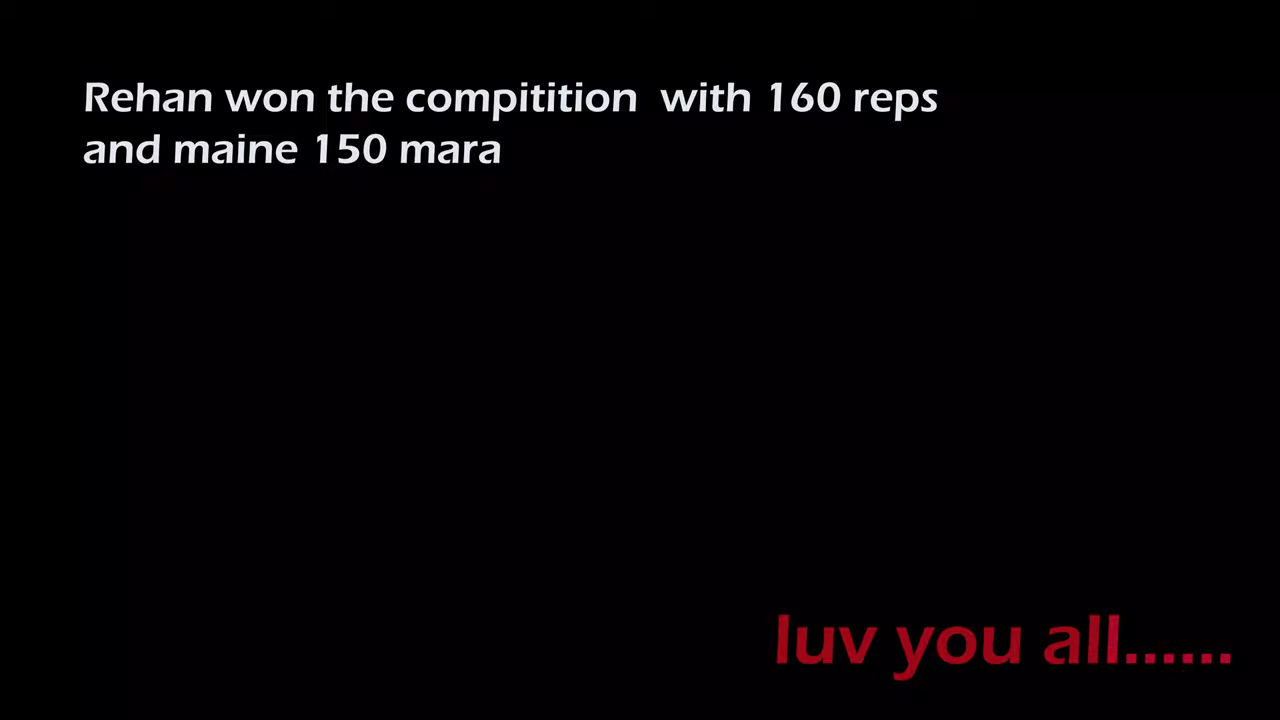 Rehan won the compitition  with 160 reps
and maine 150 mara
luv you all......